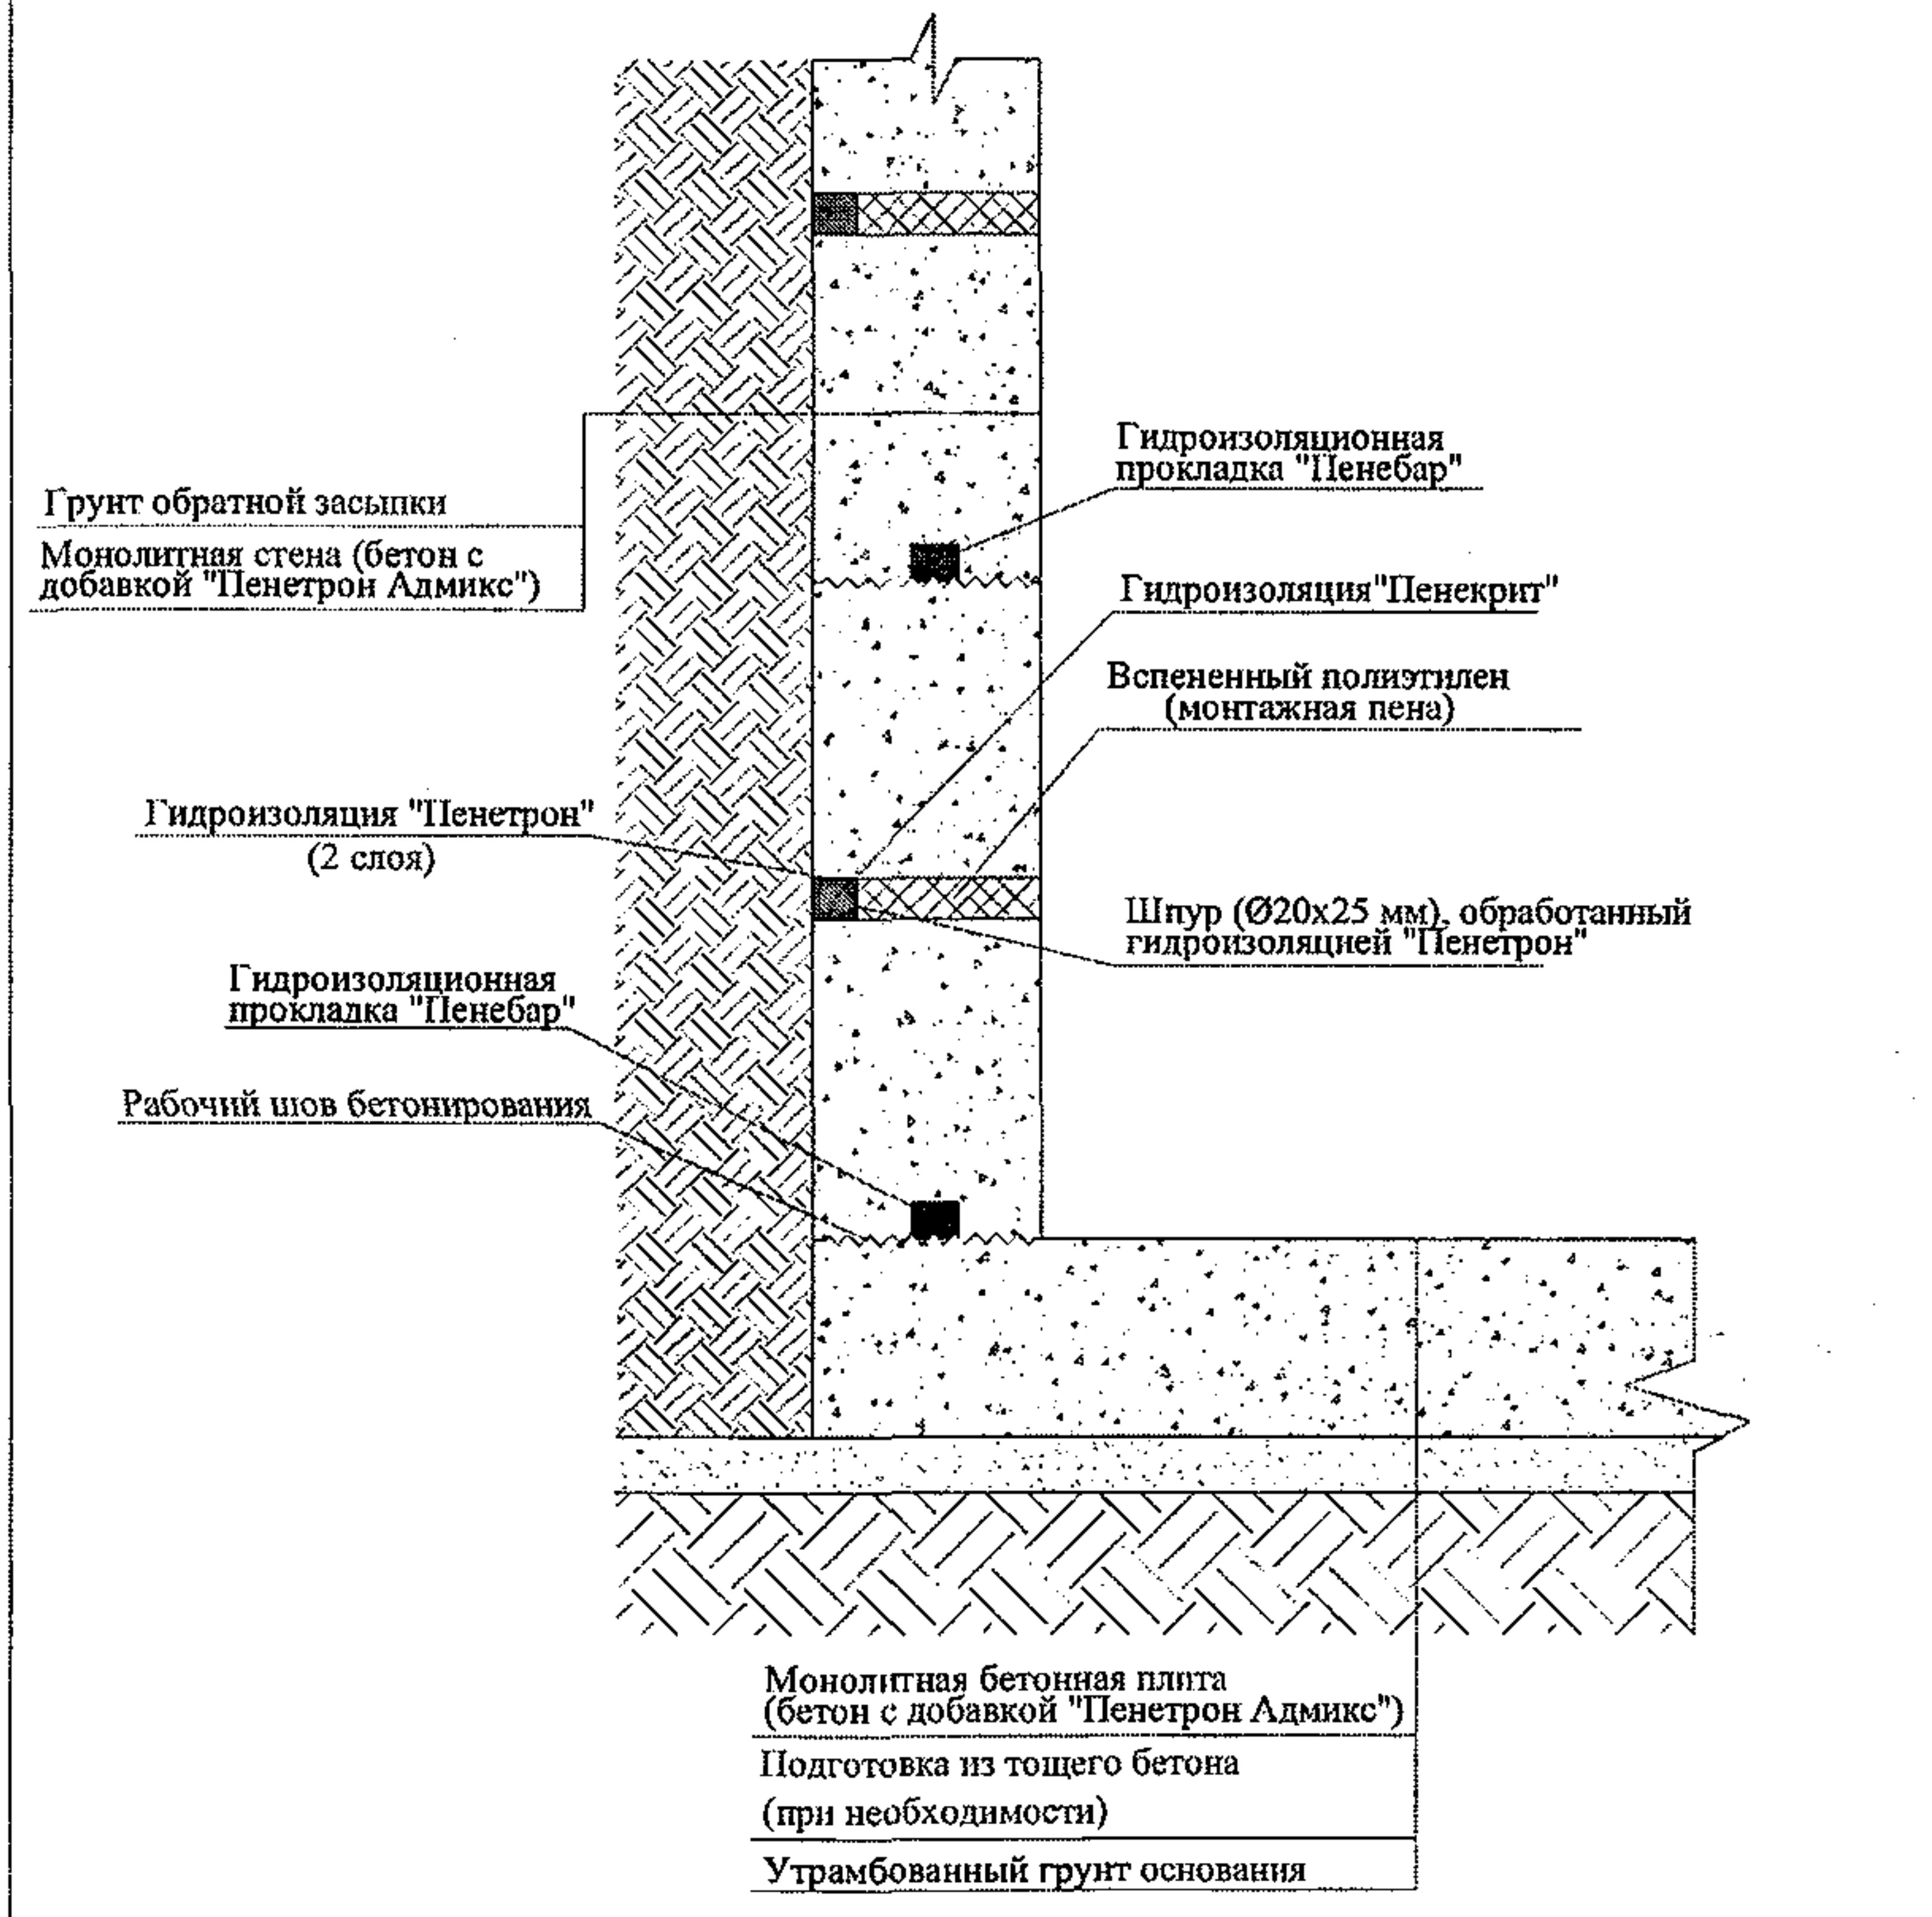 Гидроизоляционная
прокладка "Пенебар"
Грунт обратной засыпки
Монолитная стена (бетон с
добавкой "Пенетрон Адмикс")
Гидроизоляция"Пенекрит"
Вспененный полиэтилен
(монтажная пена)
Гидроизоляция "Пенетрон"
(2 слоя)
Шпур (Ø20х25 мм), обработанный
гидроизоляцией "Пенетрон"
Гидроизоляционная
прокладка "Пенебар"
Рабочий шов бетонирования
Монолитная бетонная плита
(бетон с добавкой "Пенетрон Адмикс")
Подготовка из тощего бетона
(при необходимости)
Утрамбованный грунт основания